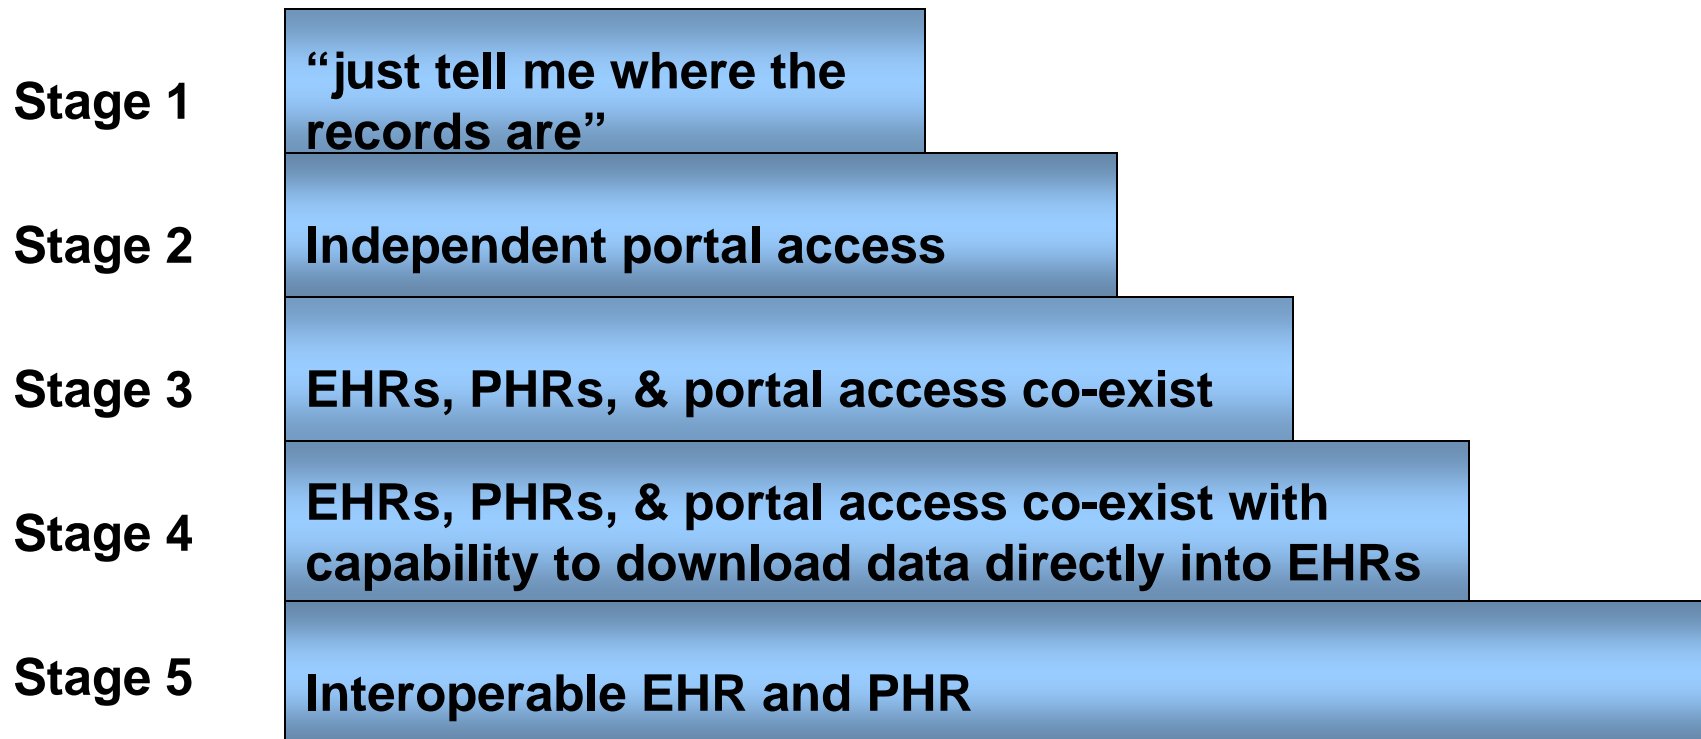 Stage 1
“just tell me where the
records are”
Stage 2
Independent portal access
Stage 3
EHRs, PHRs, & portal access co-exist
Stage 4
EHRs, PHRs, & portal access co-exist with
capability to download data directly into EHRs
Stage 5
Interoperable EHR and PHR